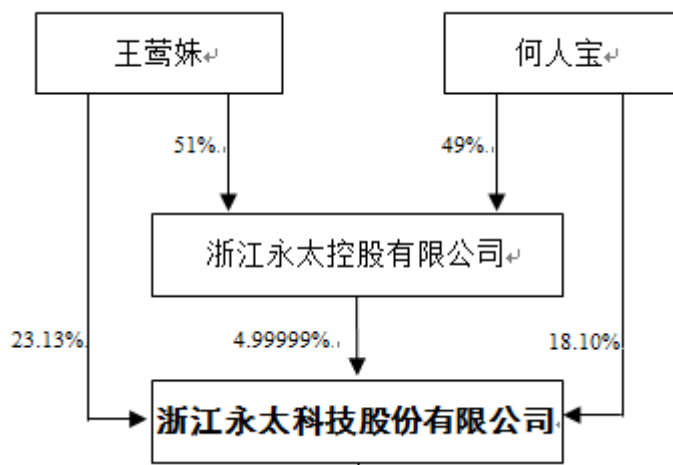 王莺妹
何人宝
51%
49%
浙江永太控股有限公司
23.13%
4.99999%
18.10%
浙江永太科技股份有限公司